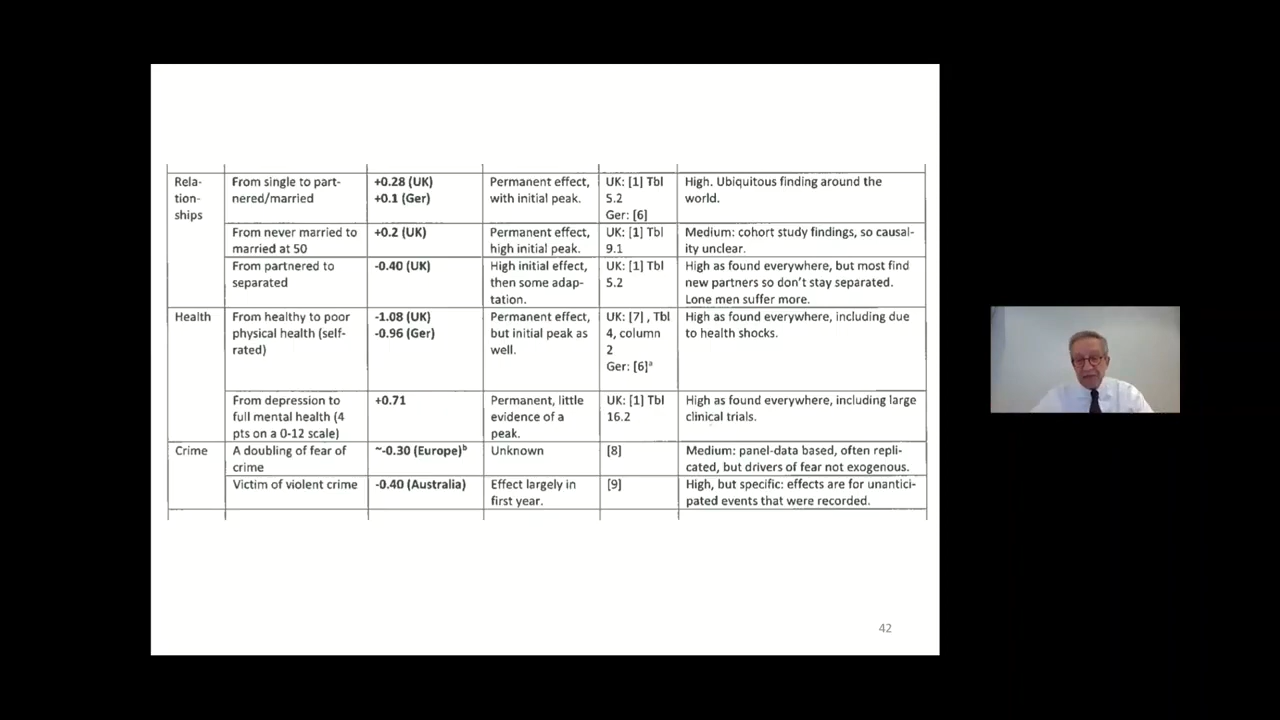 Rela-
tion-
ships
From single to part-
nered/married
+0.28 (UK)
+0.1 (Ger)
Permanent effect,
with initial peak.
UK: [1] Tbl
5.2
Ger: [6]
High. Ubiquitous finding around the
world.
From never married to
married at 50
+0.2 (UK)
Permanent effect,
high initial peak.
UK: [1] Tbl
9.1
Medium: cohort study findings, so causal-
ity unclear.
From partnered to
separated
-0.40 (UK)
High initial effect,
then some adap-
tation.
UK: [1] Tbl
5.2
High as found everywhere, but most find
new partners so don't stay separated.
Lone men suffer more.
Health
From healthy to poor
physical health (self-
rated)
-1.08 (UK)
-0.96 (Ger)
Permanent effect,
but initial peak as
well.
UK: [7] , Tbl
4, column
2
Ger: [6]ᵃ
High as found everywhere, including due
to health shocks.
From depression to
full mental health (4
pts on a 0-12 scale)
+0.71
Permanent, little
evidence of a
peak.
UK: [1] Tbl
16.2
High as found everywhere, including large
clinical trials.
Crime
A doubling of fear of
crime
~-0.30 (Europe)ᵇ
Unknown
[8]
Medium: panel-data based, often repli-
cated, but drivers of fear not exogenous.
Victim of violent crime
-0.40 (Australia)
Effect largely in
first year.
[9]
High, but specific: effects are for unantici-
pated events that were recorded.
42